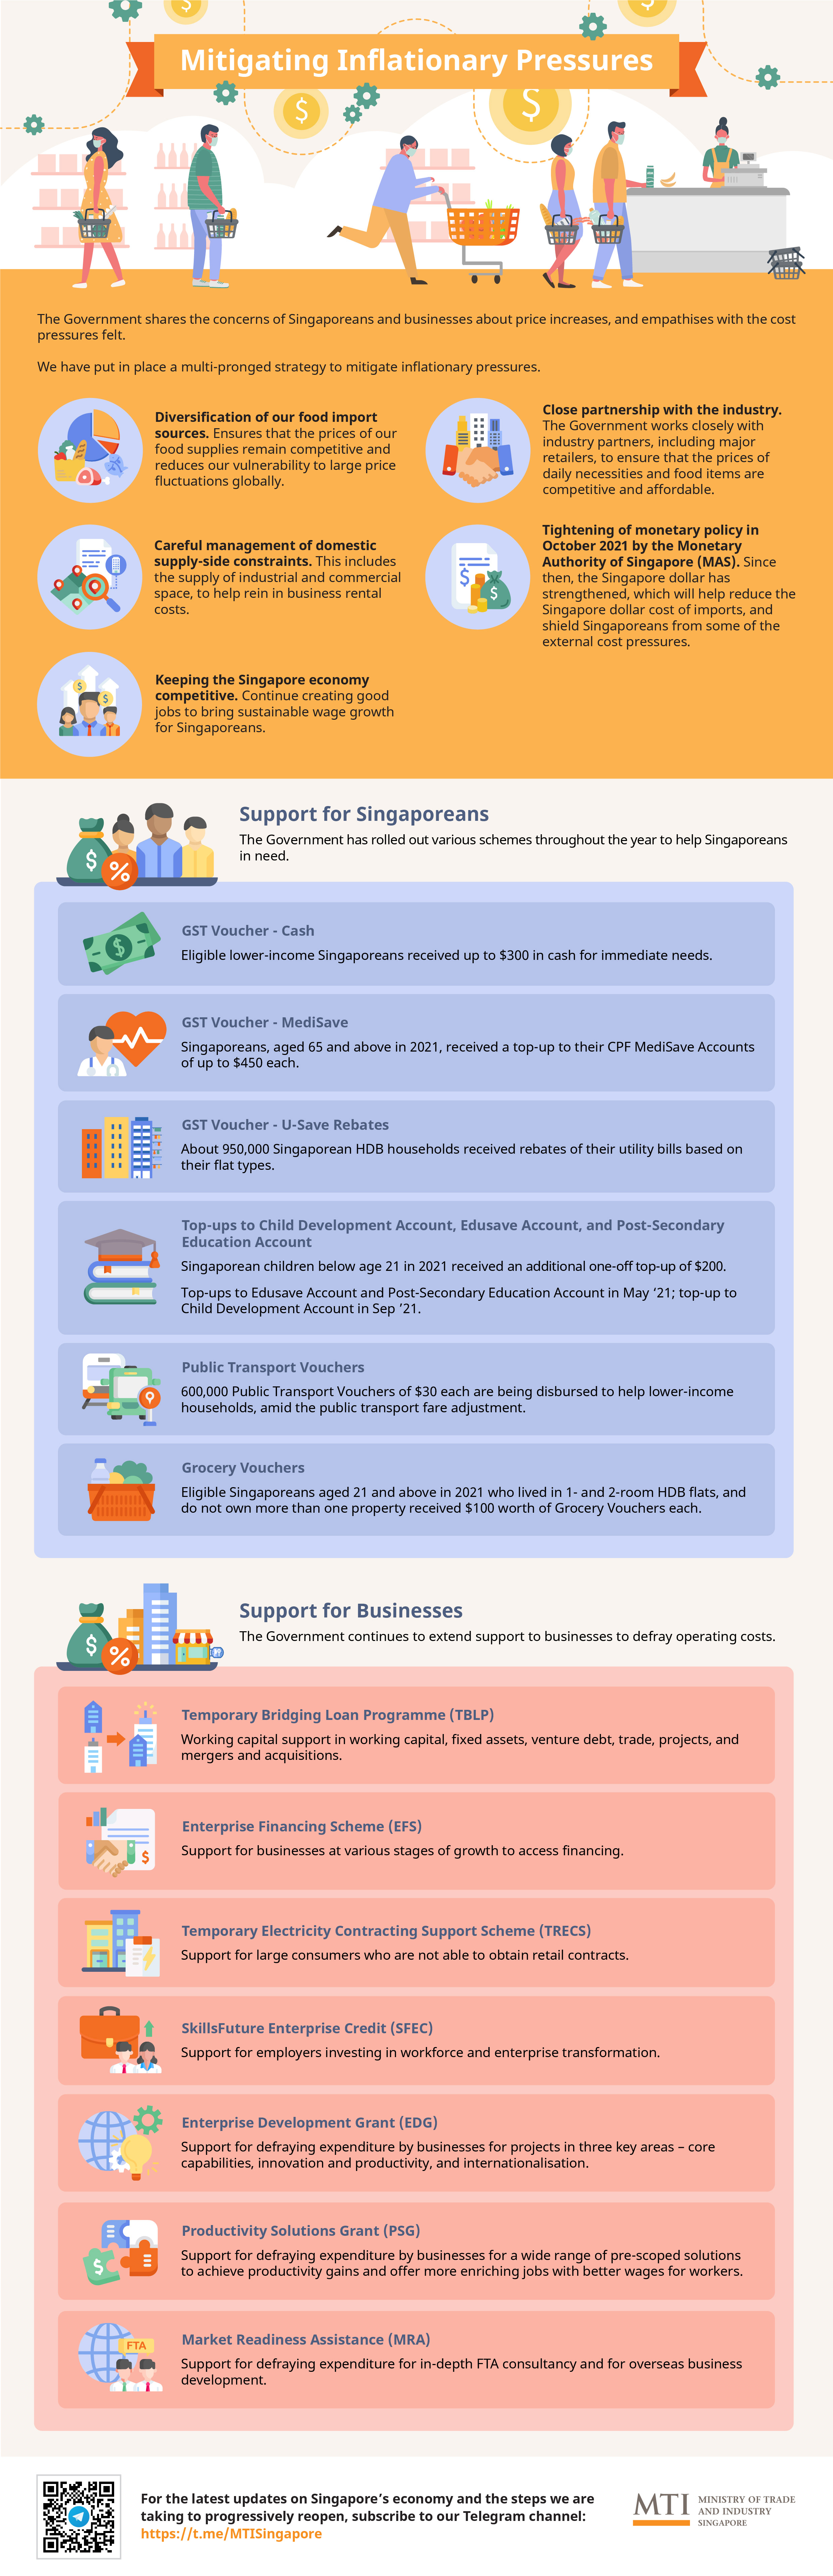 Mitigating Inflationary Pressures
The Government shares the concerns of Singaporeans and businesses about price increases, and empathises with the cost
pressures felt.
We have put in place a multi-pronged strategy to mitigate inflationary pressures.
Diversification of our food import
sources. Ensures that the prices of our
food supplies remain competitive and
reduces our vulnerability to large price
fluctuations globally.
Close partnership with the industry.
The Government works closely with
industry partners, including major
retailers, to ensure that the prices of
daily necessities and food items are
competitive and affordable.
Careful management of domestic
supply-side constraints. This includes
the supply of industrial and commercial
space, to help rein in business rental
costs.
Tightening of monetary policy in
October 2021 by the Monetary
Authority of Singapore (MAS). Since
then, the Singapore dollar has
strengthened, which will help reduce the
Singapore dollar cost of imports, and
shield Singaporeans from some of the
external cost pressures.
Keeping the Singapore economy
competitive. Continue creating good
jobs to bring sustainable wage growth
for Singaporeans.
Support for Singaporeans
The Government has rolled out various schemes throughout the year to help Singaporeans
in need.
GST Voucher - Cash
Eligible lower-income Singaporeans received up to $300 in cash for immediate needs.
GST Voucher - MediSave
Singaporeans, aged 65 and above in 2021, received a top-up to their CPF MediSave Accounts
of up to $450 each.
GST Voucher - U-Save Rebates
About 950,000 Singaporean HDB households received rebates of their utility bills based on
their flat types.
Top-ups to Child Development Account, Edusave Account, and Post-Secondary
Education Account
Singaporean children below age 21 in 2021 received an additional one-off top-up of $200.
Top-ups to Edusave Account and Post-Secondary Education Account in May ‘21; top-up to
Child Development Account in Sep ’21.
Public Transport Vouchers
600,000 Public Transport Vouchers of $30 each are being disbursed to help lower-income
households, amid the public transport fare adjustment.
Grocery Vouchers
Eligible Singaporeans aged 21 and above in 2021 who lived in 1- and 2-room HDB flats, and
do not own more than one property received $100 worth of Grocery Vouchers each.
Support for Businesses
The Government continues to extend support to businesses to defray operating costs.
Temporary Bridging Loan Programme (TBLP)
Working capital support in working capital, fixed assets, venture debt, trade, projects, and
mergers and acquisitions.
Enterprise Financing Scheme (EFS)
Support for businesses at various stages of growth to access financing.
Temporary Electricity Contracting Support Scheme (TRECS)
Support for large consumers who are not able to obtain retail contracts.
SkillsFuture Enterprise Credit (SFEC)
Support for employers investing in workforce and enterprise transformation.
Enterprise Development Grant (EDG)
Support for defraying expenditure by businesses for projects in three key areas – core
capabilities, innovation and productivity, and internationalisation.
Productivity Solutions Grant (PSG)
Support for defraying expenditure by businesses for a wide range of pre-scoped solutions
to achieve productivity gains and offer more enriching jobs with better wages for workers.
FTA
Market Readiness Assistance (MRA)
Support for defraying expenditure for in-depth FTA consultancy and for overseas business
development.
For the latest updates on Singapore’s economy and the steps we are
taking to progressively reopen, subscribe to our Telegram channel:
https://t.me/MTISingapore
MTI
MINISTRY OF TRADE
AND INDUSTRY
SINGAPORE